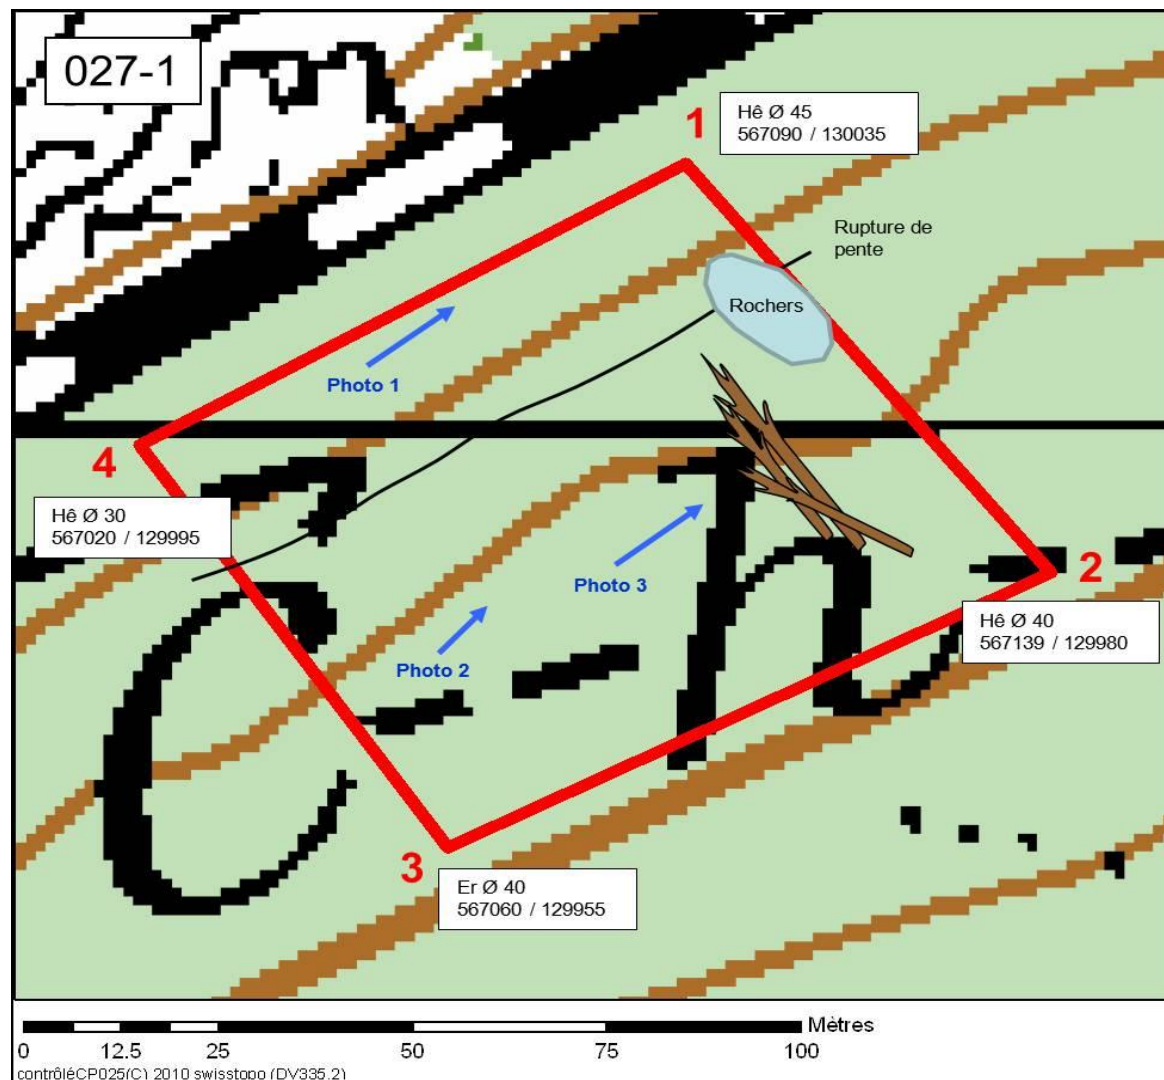 027-1
1
Hê Ø 45
567090 / 130035
Rupture de
pente
Rochers
Photo 1
4
Hê Ø 30
567020 / 129995
Photo 3
2
Hê Ø 40
567139 / 129980
Photo 2
3
Er Ø 40
567060 / 129955
Mètres
0 12.5 25 50 75 100
contrôléCP025(C) 2010 swisstopo (DV335.2)